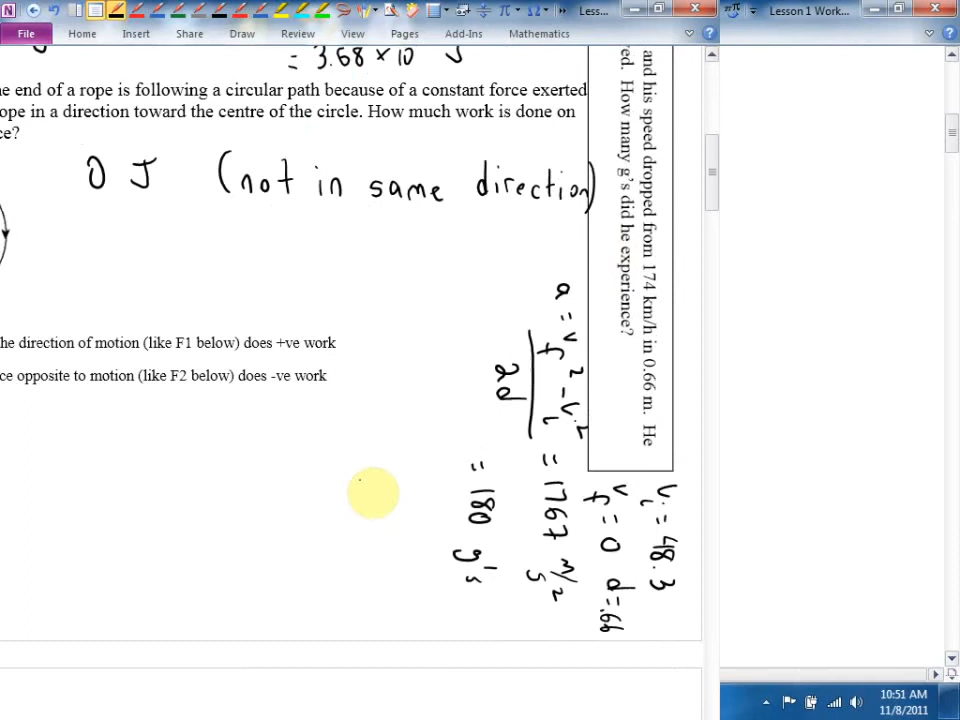 Less...
Lesson 1 Work...
File Home Insert Share Draw Review View Pages Add-Ins Mathematics
= 3.68 × 10 J
he end of a rope is following a circular path because of a constant force exerted
ope in a direction toward the centre of the circle. How much work is done on
ce?
0 J (not in same direction)
he direction of motion (like F1 below) does +ve work
ce opposite to motion (like F2 below) does -ve work
and his speed dropped from 174 km/h in 0.66 m. He
ed. How many g's did he experience?
vi = 48.3
vf = 0 d = .66
a = vf² - vi² = 1767 m/s²
2d
= 180 g's
10:51 AM
11/8/2011